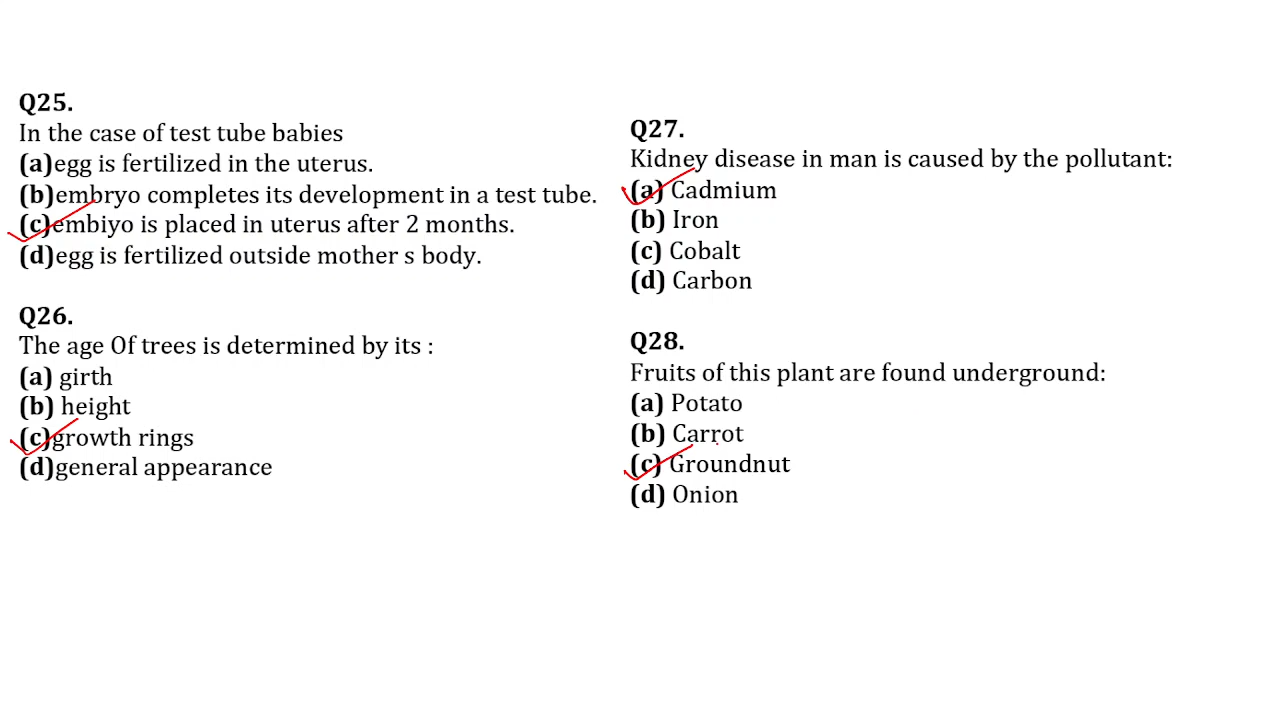 Q25.
In the case of test tube babies
(a)egg is fertilized in the uterus.
(b)embryo completes its development in a test tube.
(c)embiyo is placed in uterus after 2 months.
(d)egg is fertilized outside mother s body.
Q26.
The age Of trees is determined by its :
(a) girth
(b) height
(c)growth rings
(d)general appearance
Q27.
Kidney disease in man is caused by the pollutant:
(a) Cadmium
(b) Iron
(c) Cobalt
(d) Carbon
Q28.
Fruits of this plant are found underground:
(a) Potato
(b) Carrot
(c) Groundnut
(d) Onion